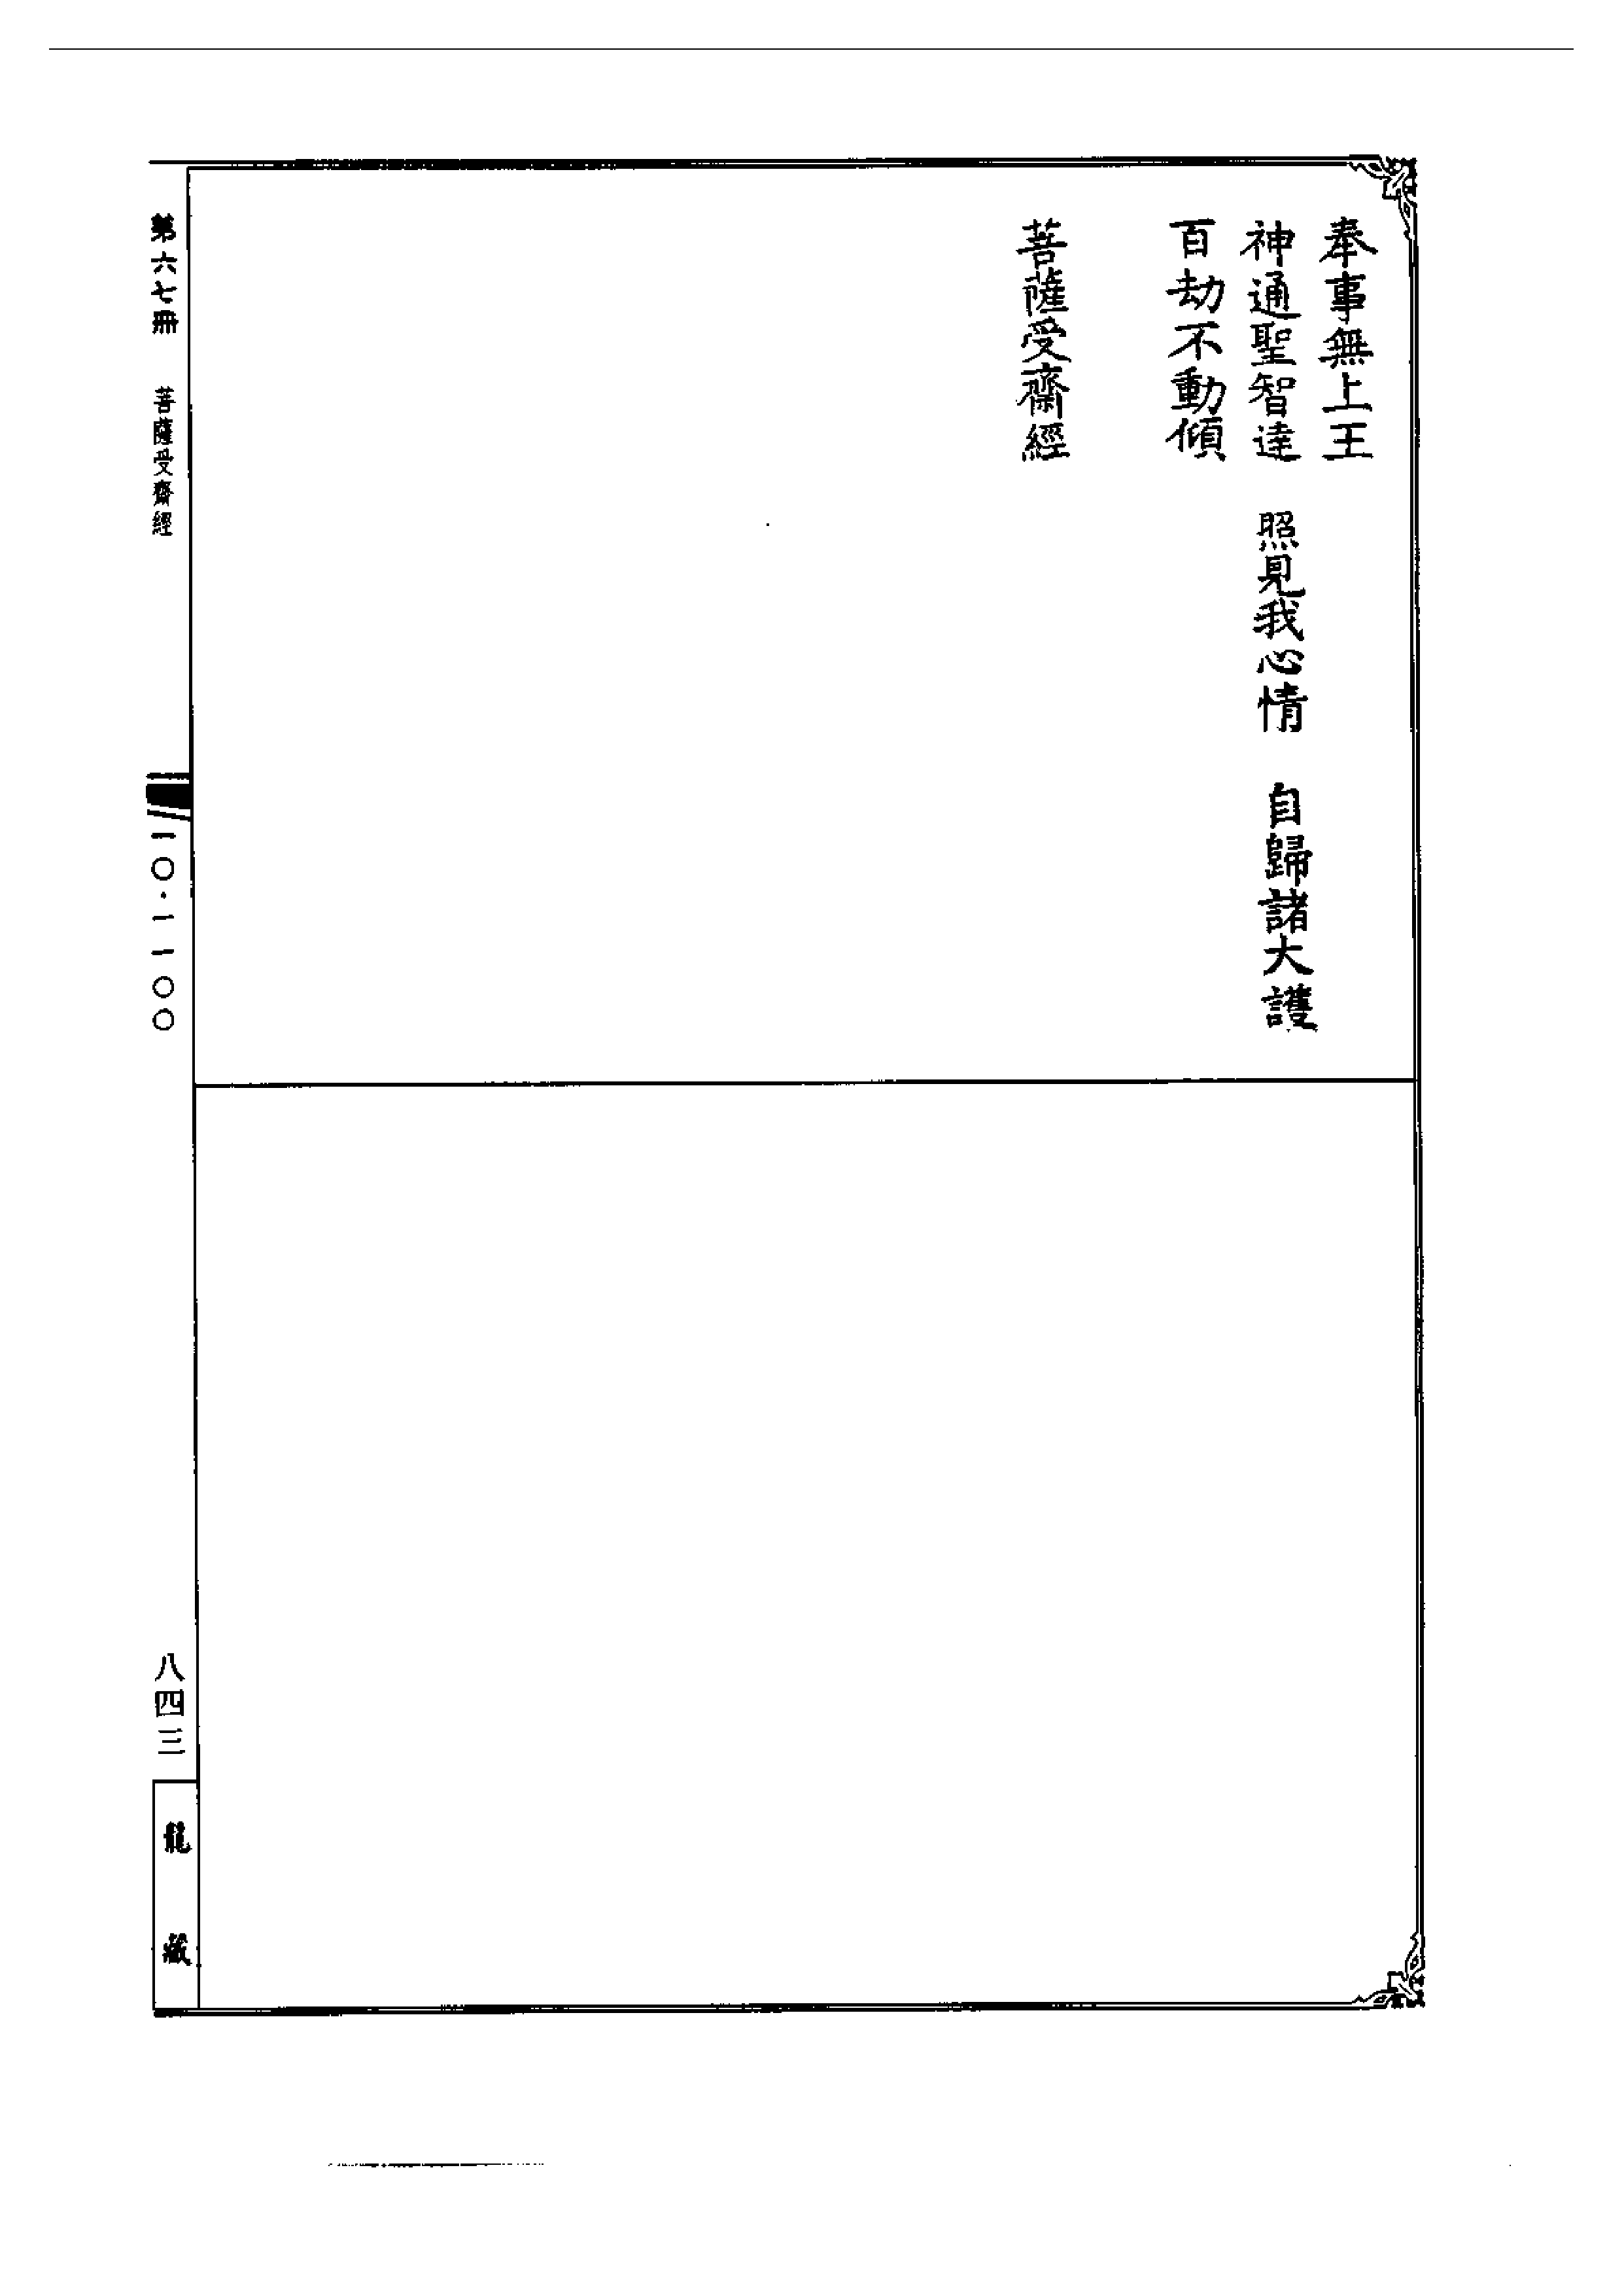 奉事無上王
神通聖智達　照見我心情　自歸諸大護
百劫不動傾
菩薩受齋經
第六七冊　菩薩受齋經
一〇·一一〇〇
八四三
龍藏